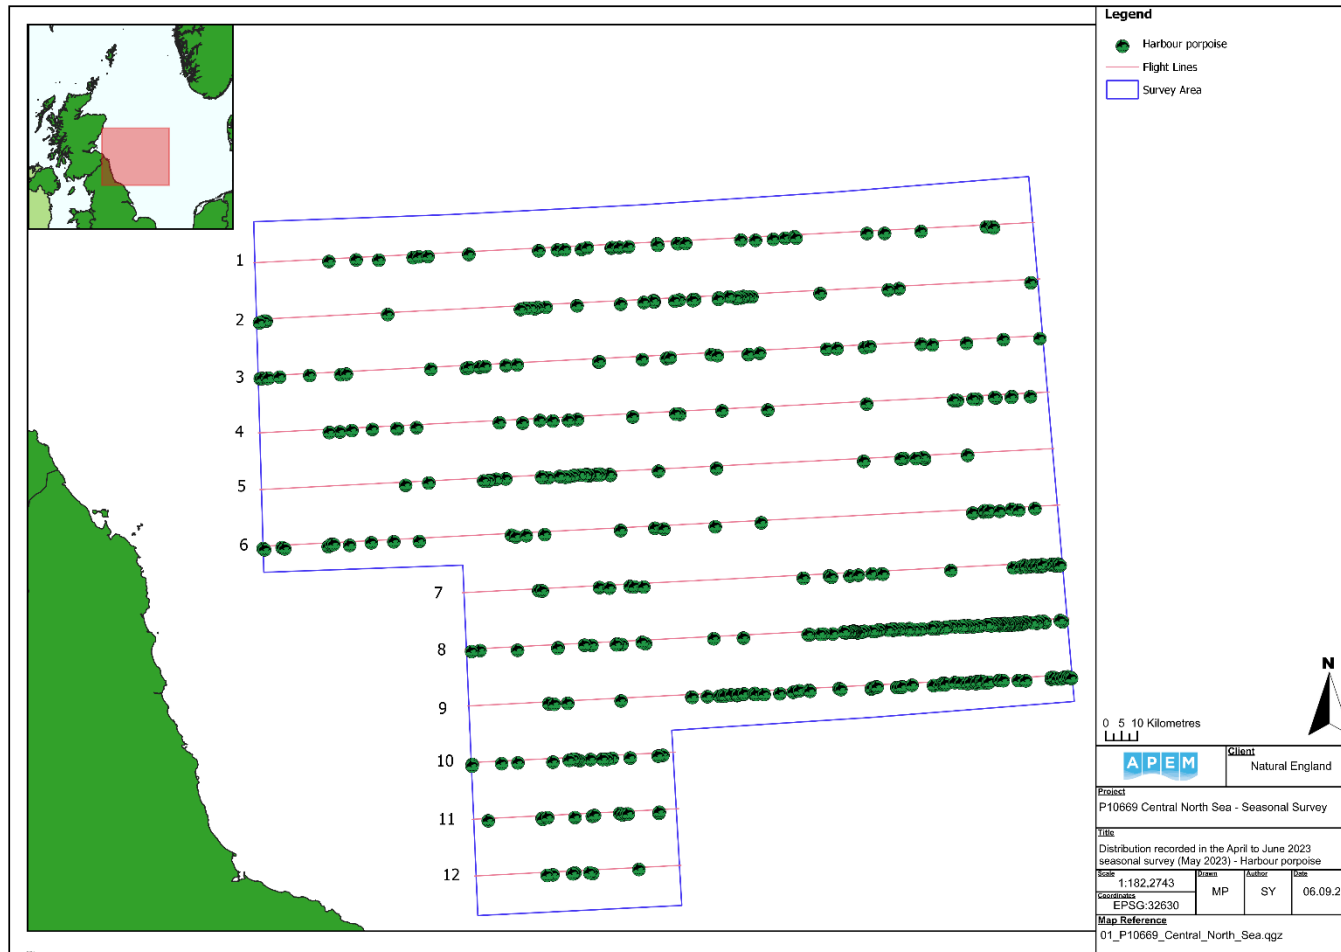 Legend
Harbour porpoise
Flight Lines
Survey Area
1
2
3
4
5
6
7
8
9
10
11
12
N
0 5 10 Kilometres
APEM
Client
Natural England
Project
P10669 Central North Sea - Seasonal Survey
Title
Distribution recorded in the April to June 2023
seasonal survey (May 2023) - Harbour porpoise
Scale
1:182,2743
Drawn
MP
Author
SY
Date
06.09.2
Coordinates
EPSG:32630
Map Reference
01_P10669_Central_North_Sea.qgz